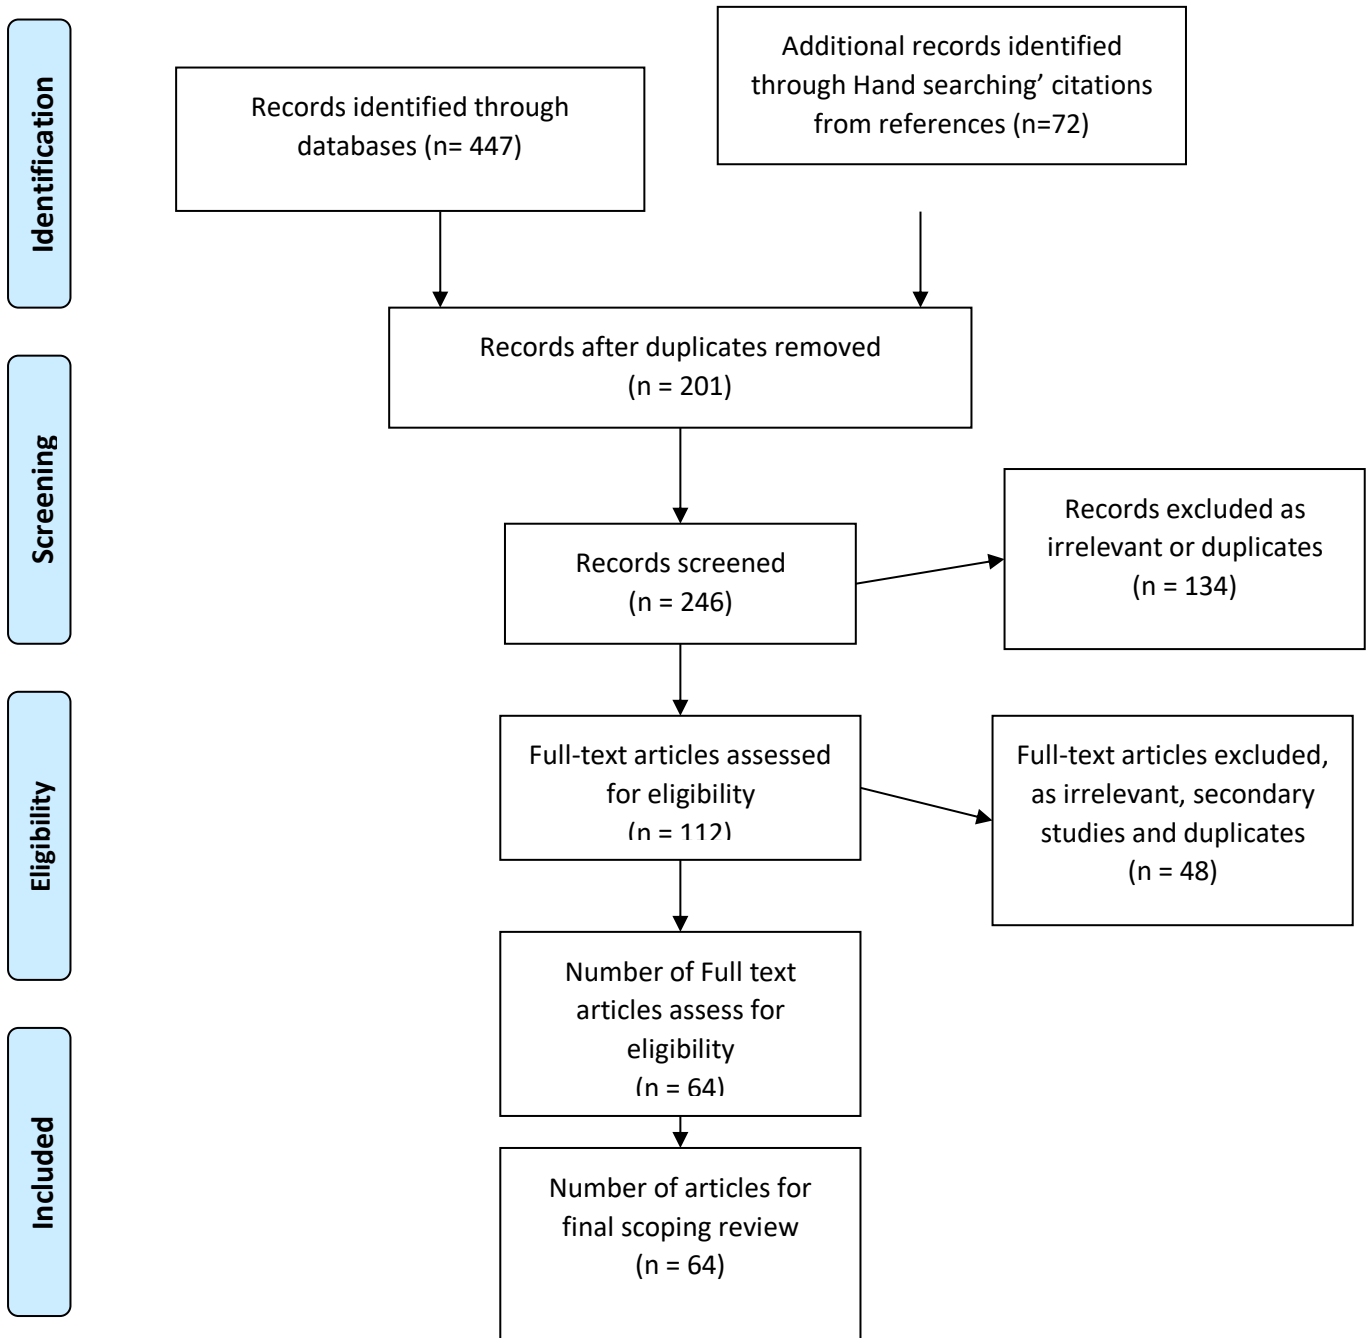 Identification
Records identified through
databases (n= 447)
Additional records identified
through Hand searching’ citations
from references (n=72)
Records after duplicates removed
(n = 201)
Screening
Records screened
(n = 246)
Records excluded as
irrelevant or duplicates
(n = 134)
Eligibility
Full-text articles assessed
for eligibility
(n = 112)
Full-text articles excluded,
as irrelevant, secondary
studies and duplicates
(n = 48)
Number of Full text
articles assess for
eligibility
(n = 64)
Included
Number of articles for
final scoping review
(n = 64)